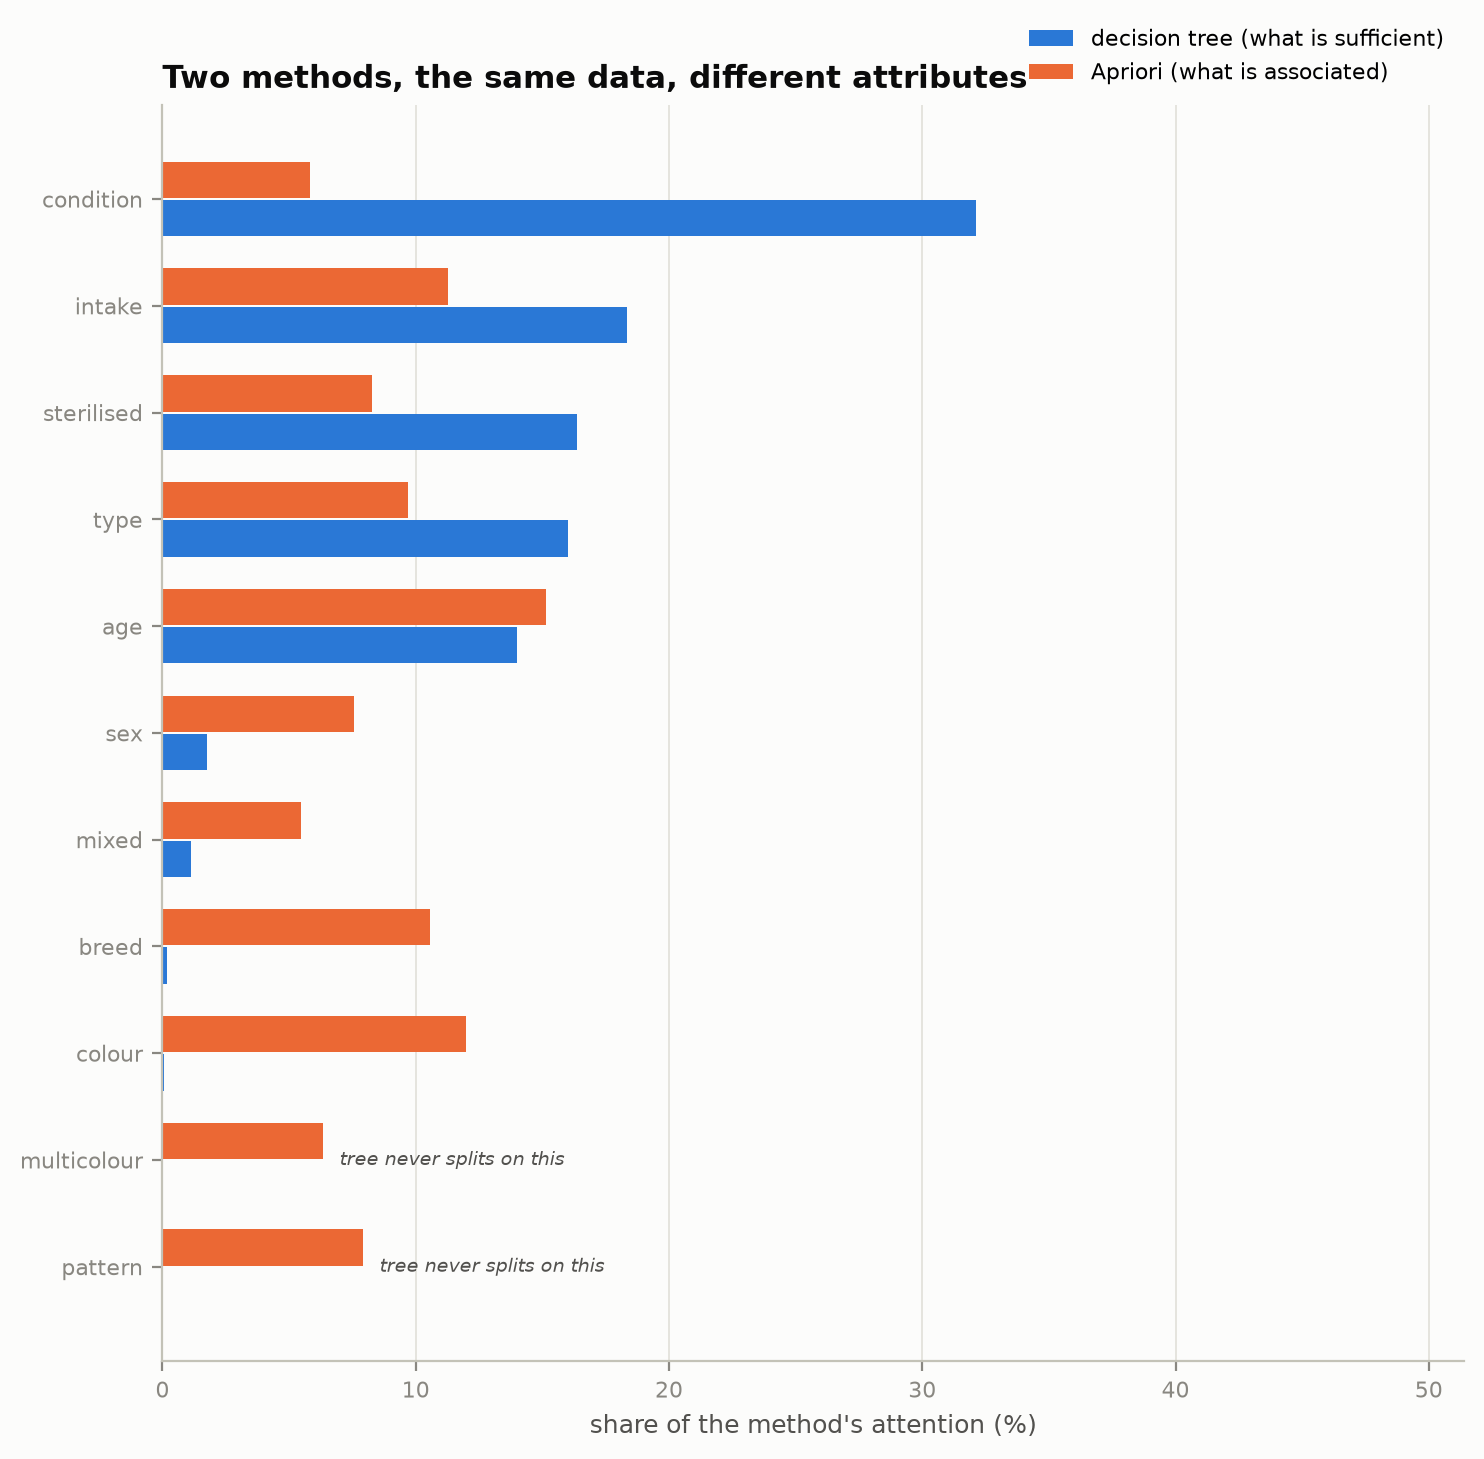 decision tree (what is sufficient)
Apriori (what is associated)
Two methods, the same data, different attributes
condition
intake
sterilised
type
age
sex
mixed
breed
colour
multicolour
tree never splits on this
pattern
tree never splits on this
0 10 20 30 40 50
share of the method's attention (%)